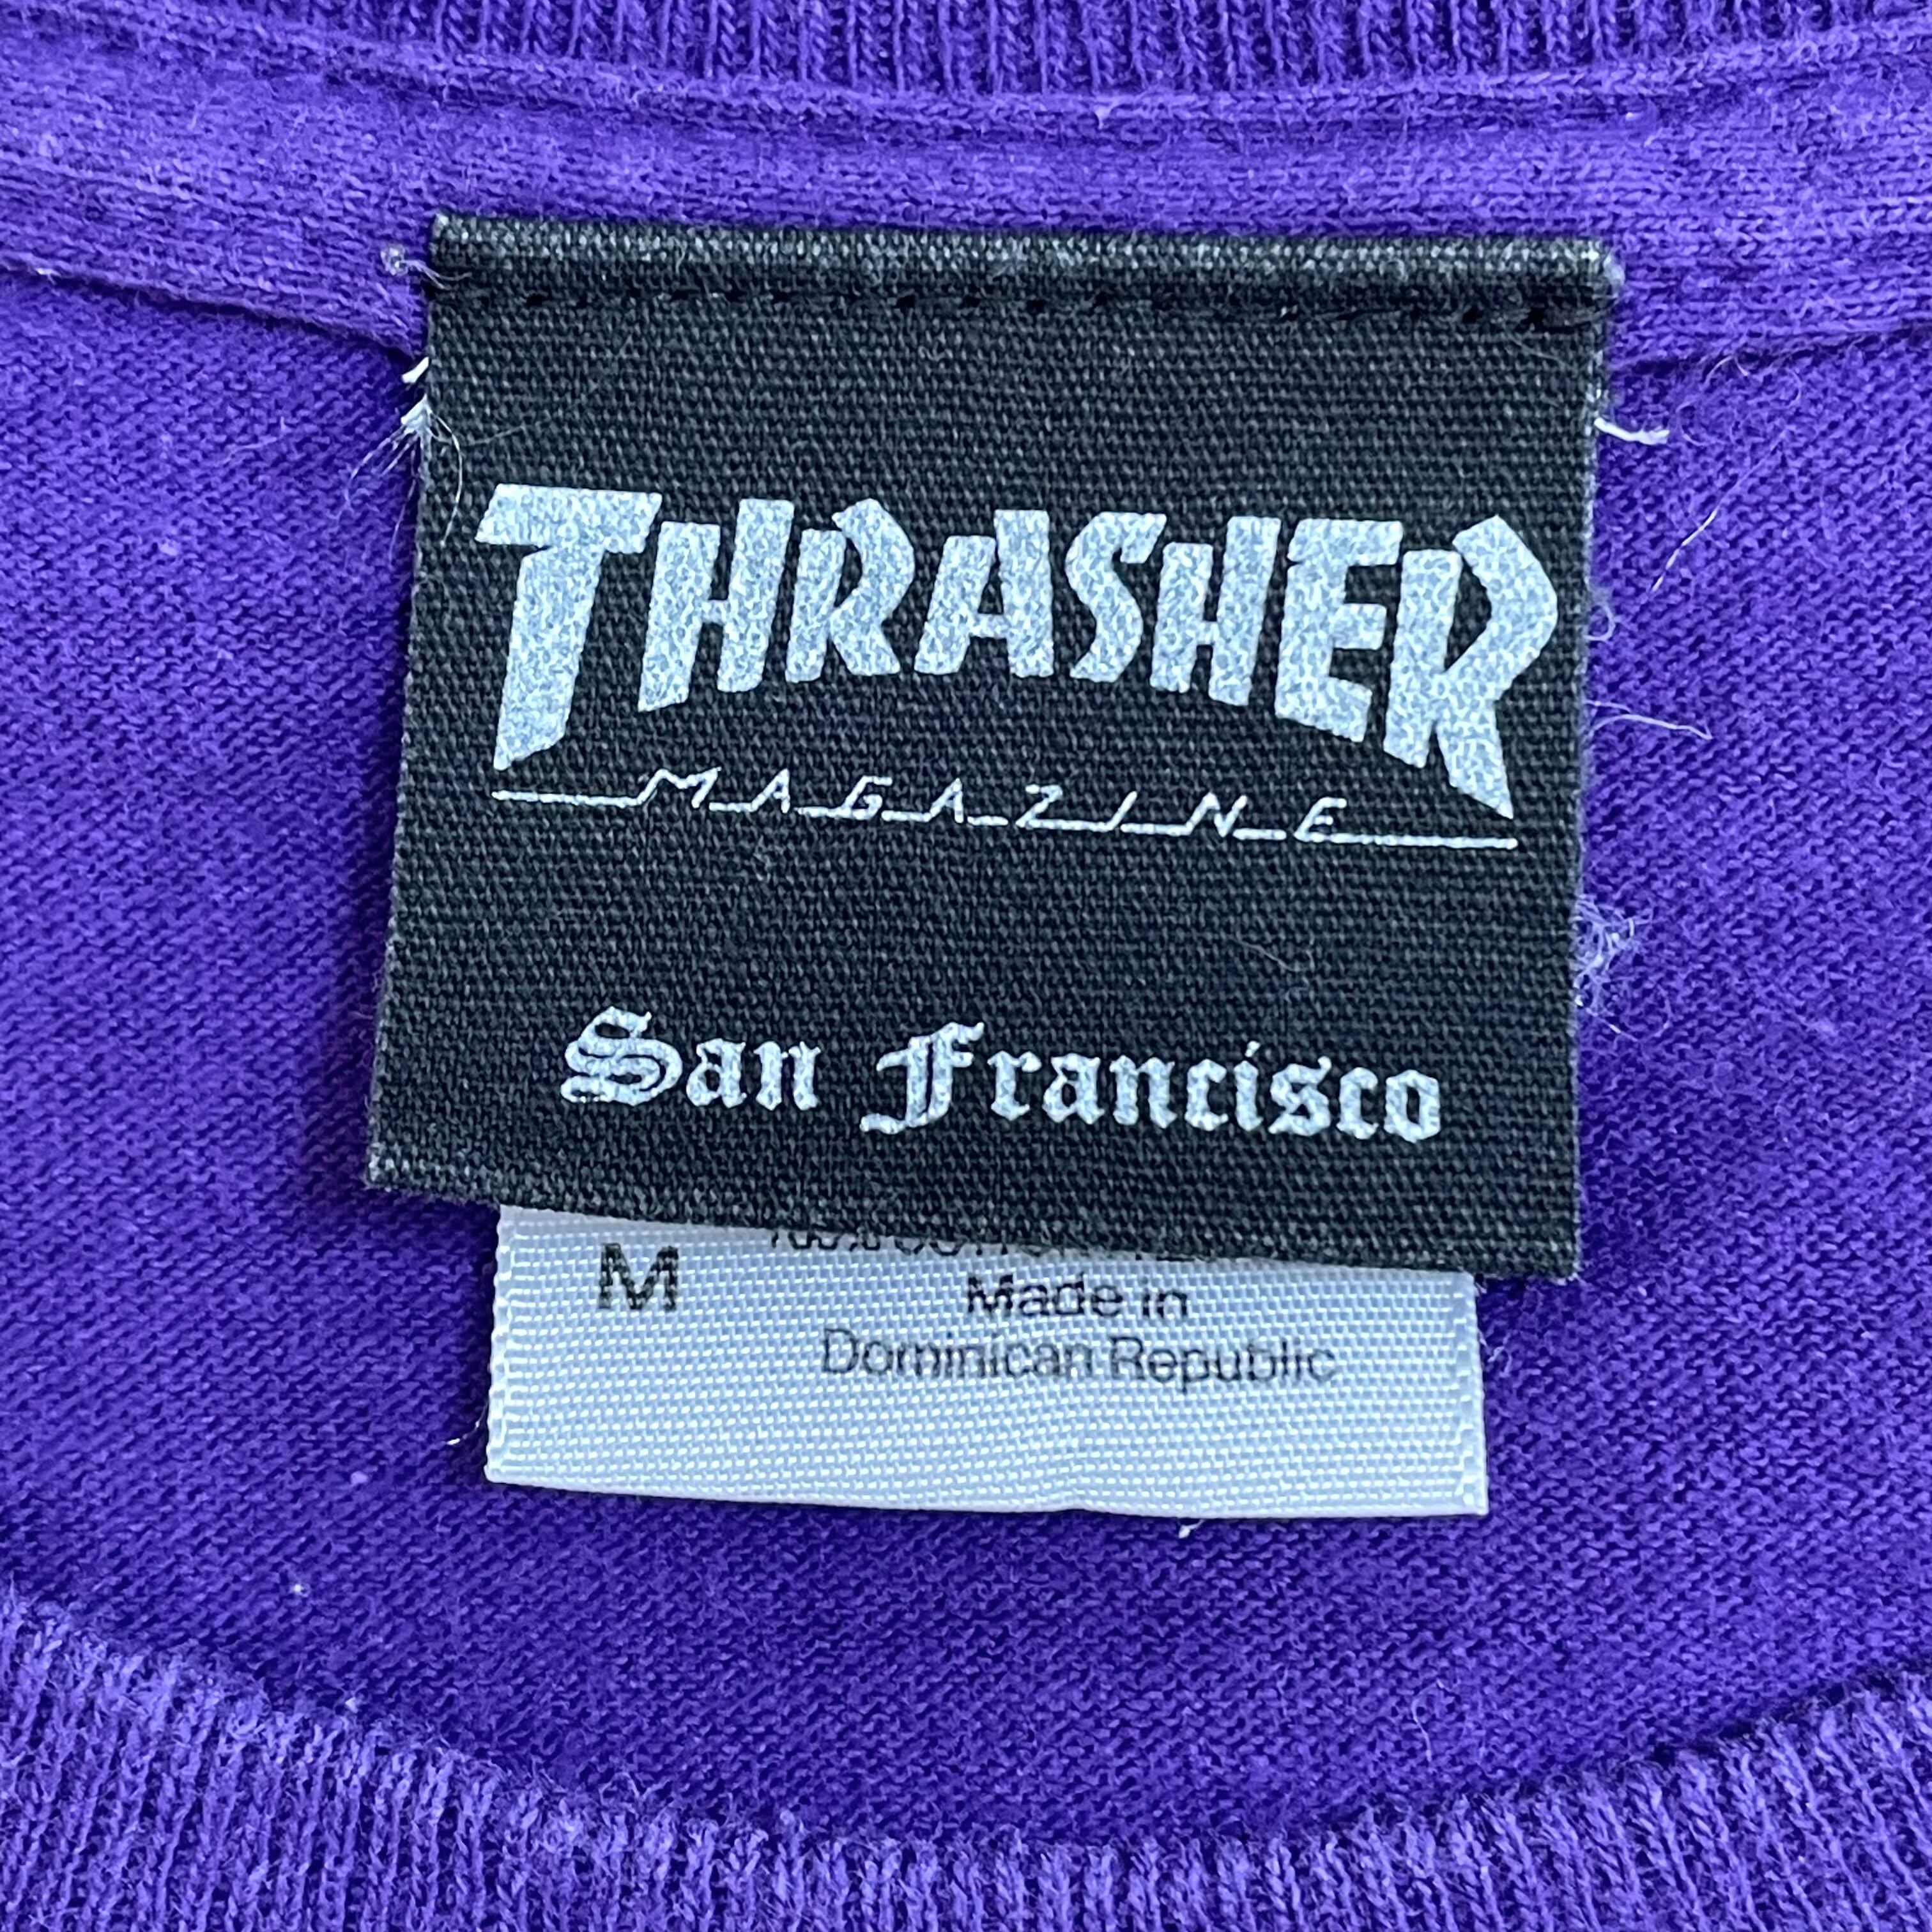 THRASHER
MAGAZINE
San Francisco
M
Made in
Dominican Republic